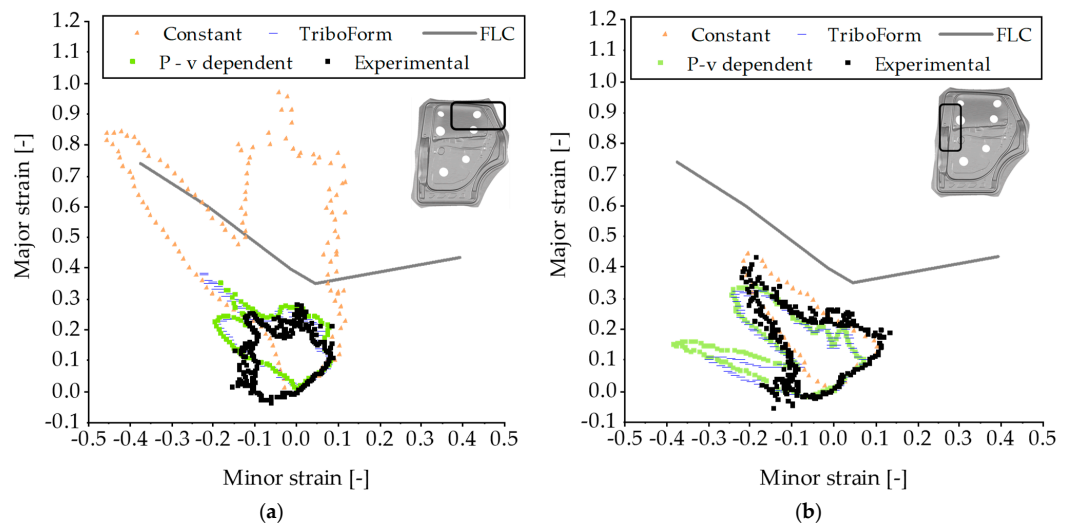 1.2
1.1
1.0
0.9
0.8
0.7
0.6
0.5
0.4
0.3
0.2
0.1
0.0
0.1
Major strain [-]
Constant TriboForm FLC
P - v dependent Experimental
-0.5 -0.4 -0.3 -0.2 -0.1 0.0 0.1 0.2 0.3 0.4 0.5
Minor strain [-]
(a)
1.2
1.1
1.0
0.9
0.8
0.7
0.6
0.5
0.4
0.3
0.2
0.1
0.0
0.1
Major strain [-]
Constant TriboForm FLC
P-v dependent Experimental
-0.5 -0.4 -0.3 -0.2 -0.1 0.0 0.1 0.2 0.3 0.4 0.5
Minor strain [-]
(b)